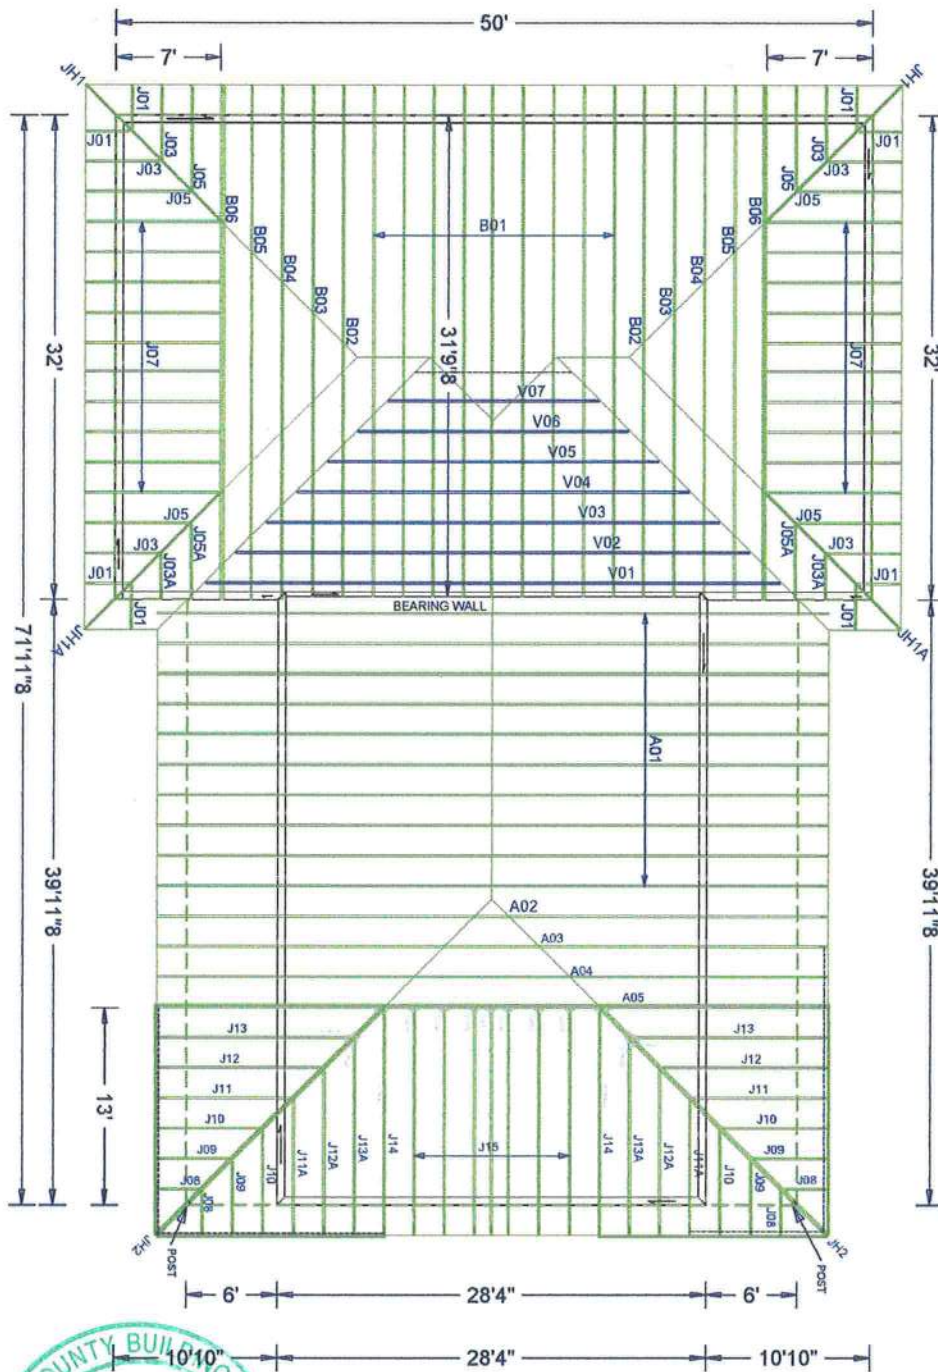 50'
7' 7'
JH1 JH1
J01 J01
J01 J01
J03 J03
J03 J03
J05 J05
J05 J05
B06 B06
B05 B05
B01
B04 B04
B03 B03
B02 B02
32' J07 31'9"8 J07 32'
V07
V06
V05
V04
V03
V02
V01
J05 J05
J05A J05A
J03 J03
J03A J03A
J01 J01
J01 J01
JH1A JH1A
BEARING WALL
71'11"8
A01
39'11"8 39'11"8
A02
A03
A04
A05
13'
J13 J13
J12 J12
J11 J11
J10 J10
J09 J09
J08 J08
J08 J09 J10 J11A J12A J13A J14 J15 J14 J13A J12A J11A J10 J09 J08
JH2 JH2
POST POST
6' 28'4" 6'
10'10" 28'4" 10'10"
UNTY BUILD